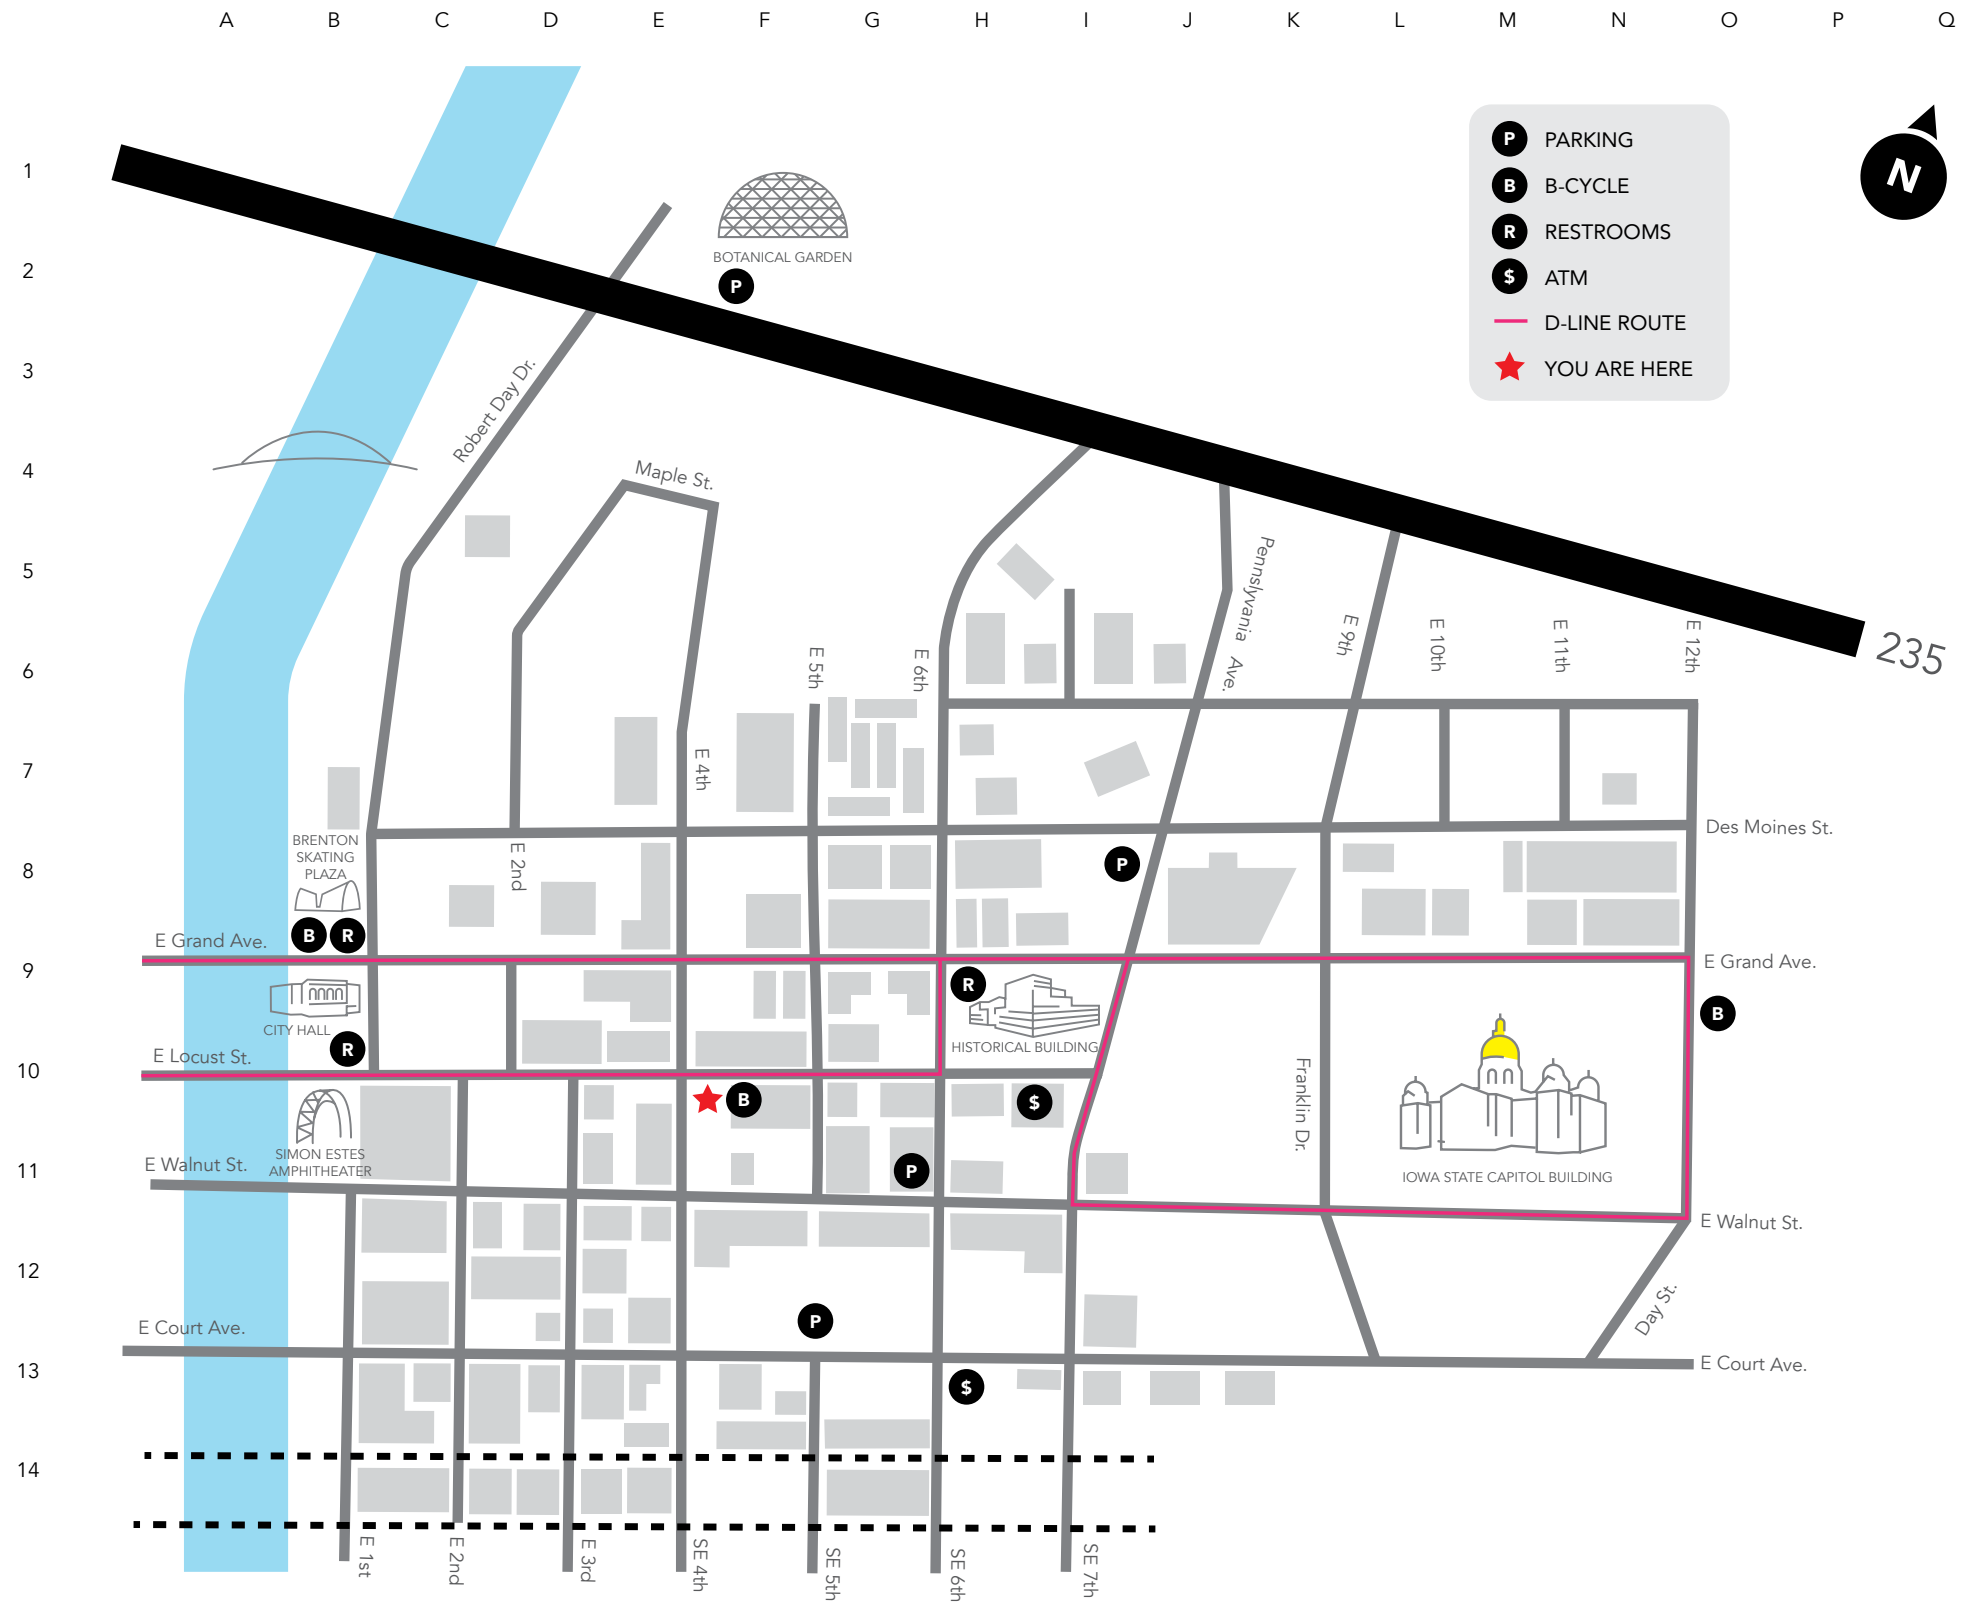 A B C D E F G H I J K L M N O P Q
1
2
3
4
5
6
7
8
9
10
11
12
13
14
P PARKING
B B-CYCLE
R RESTROOMS
$ ATM
D-LINE ROUTE
YOU ARE HERE
N
BOTANICAL GARDEN
P
Robert Day Dr.
Maple St.
Pennslyvania Ave.
E 9th
E 10th
E 11th
E 12th
235
E 5th
E 6th
E 4th
E 2nd
Des Moines St.
BRENTON
SKATING
PLAZA
B R
P
E Grand Ave.
E Grand Ave.
CITY HALL
R
R
HISTORICAL BUILDING
B
E Locust St.
Franklin Dr.
B
$
SIMON ESTES
AMPHITHEATER
P
IOWA STATE CAPITOL BUILDING
E Walnut St.
E Walnut St.
P
Day St.
E Court Ave.
E Court Ave.
$
E 1st
E 2nd
E 3rd
SE 4th
SE 5th
SE 6th
SE 7th